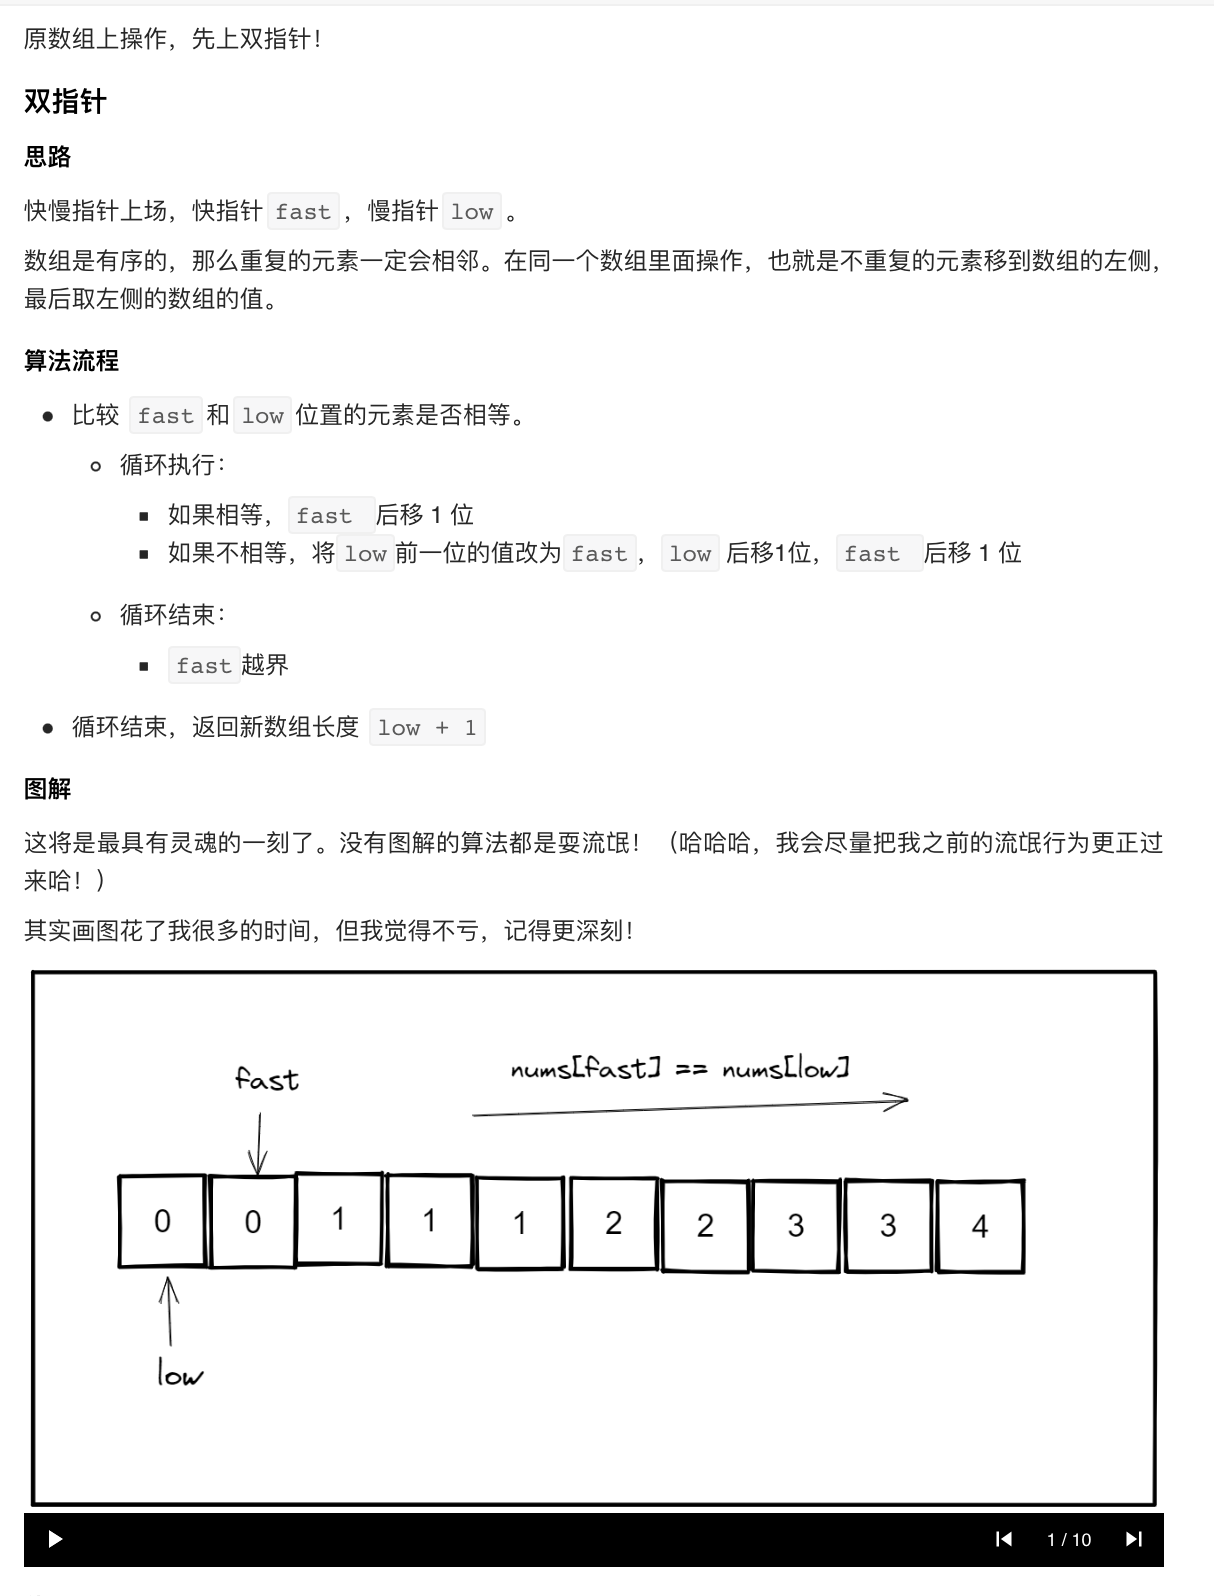 原数组上操作，先上双指针！
双指针
思路
快慢指针上场，快指针 fast ，慢指针 low 。
数组是有序的，那么重复的元素一定会相邻。在同一个数组里面操作，也就是不重复的元素移到数组的左侧，
最后取左侧的数组的值。
算法流程
比较 fast 和 low 位置的元素是否相等。
循环执行：
如果相等， fast 后移 1 位
如果不相等，将 low 前一位的值改为 fast ， low 后移1位， fast 后移 1 位
循环结束：
fast 越界
循环结束，返回新数组长度 low + 1
图解
这将是最具有灵魂的一刻了。没有图解的算法都是耍流氓！（哈哈哈，我会尽量把我之前的流氓行为更正过
来哈！）
其实画图花了我很多的时间，但我觉得不亏，记得更深刻！
fast
nums[fast] == nums[low]
0 0 1 1 1 2 2 3 3 4
low
1 / 10